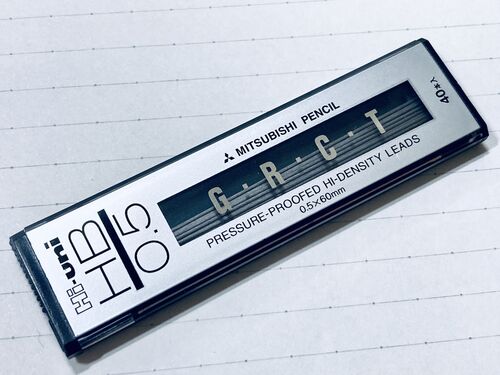 Hi-uni
HB
0.5
MITSUBISHI PENCIL
G・R・C・T
PRESSURE-PROOFED HI-DENSITY LEADS
0.5×60mm
40本入